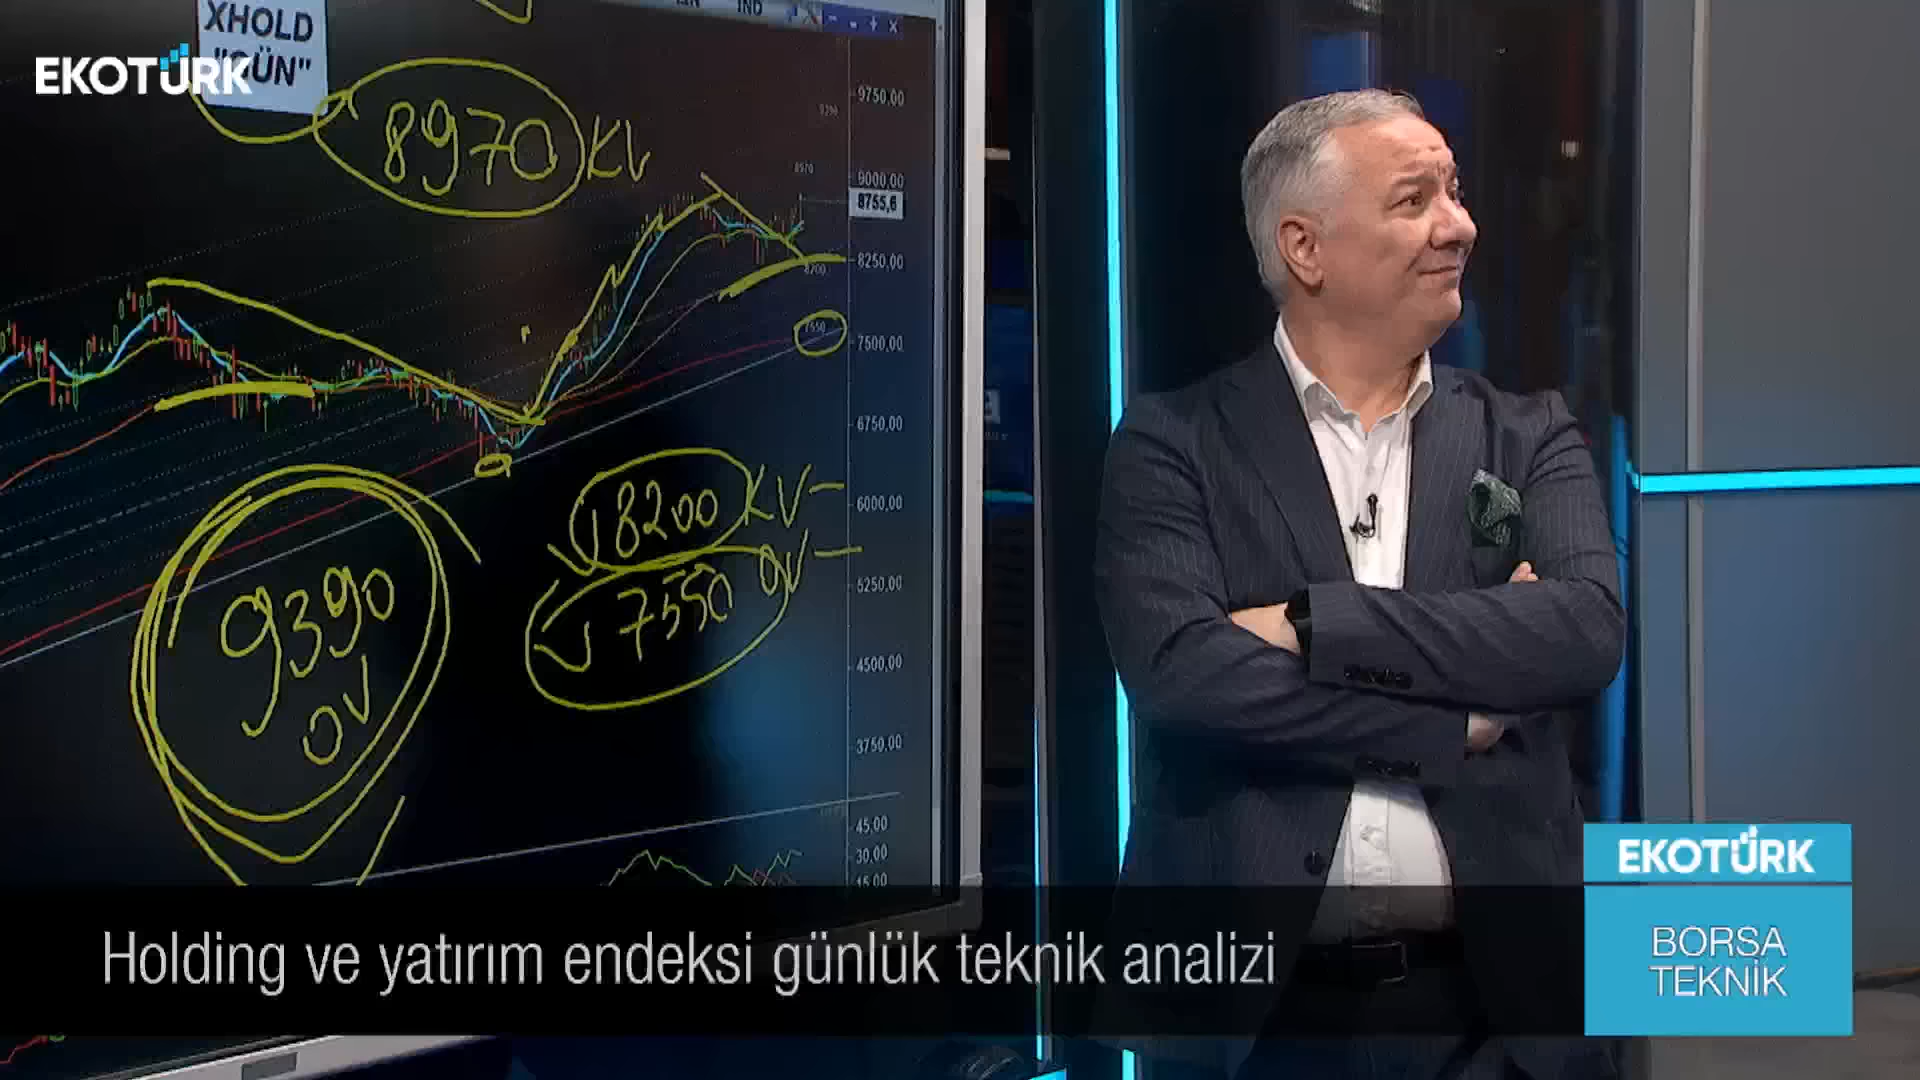 EKOTÜRK
XHOLD
"GÜN"
IND
8970 KV
9750,00
9000,00
8755,6
8250,00
8200
7500,00
6750,00
6000,00
5250,00
4500,00
3750,00
45,00
30,00
15,00
8200 KV
7550 OV
9390
OV
Holding ve yatırım endeksi günlük teknik analizi
EKOTÜRK
BORSA
TEKNİK